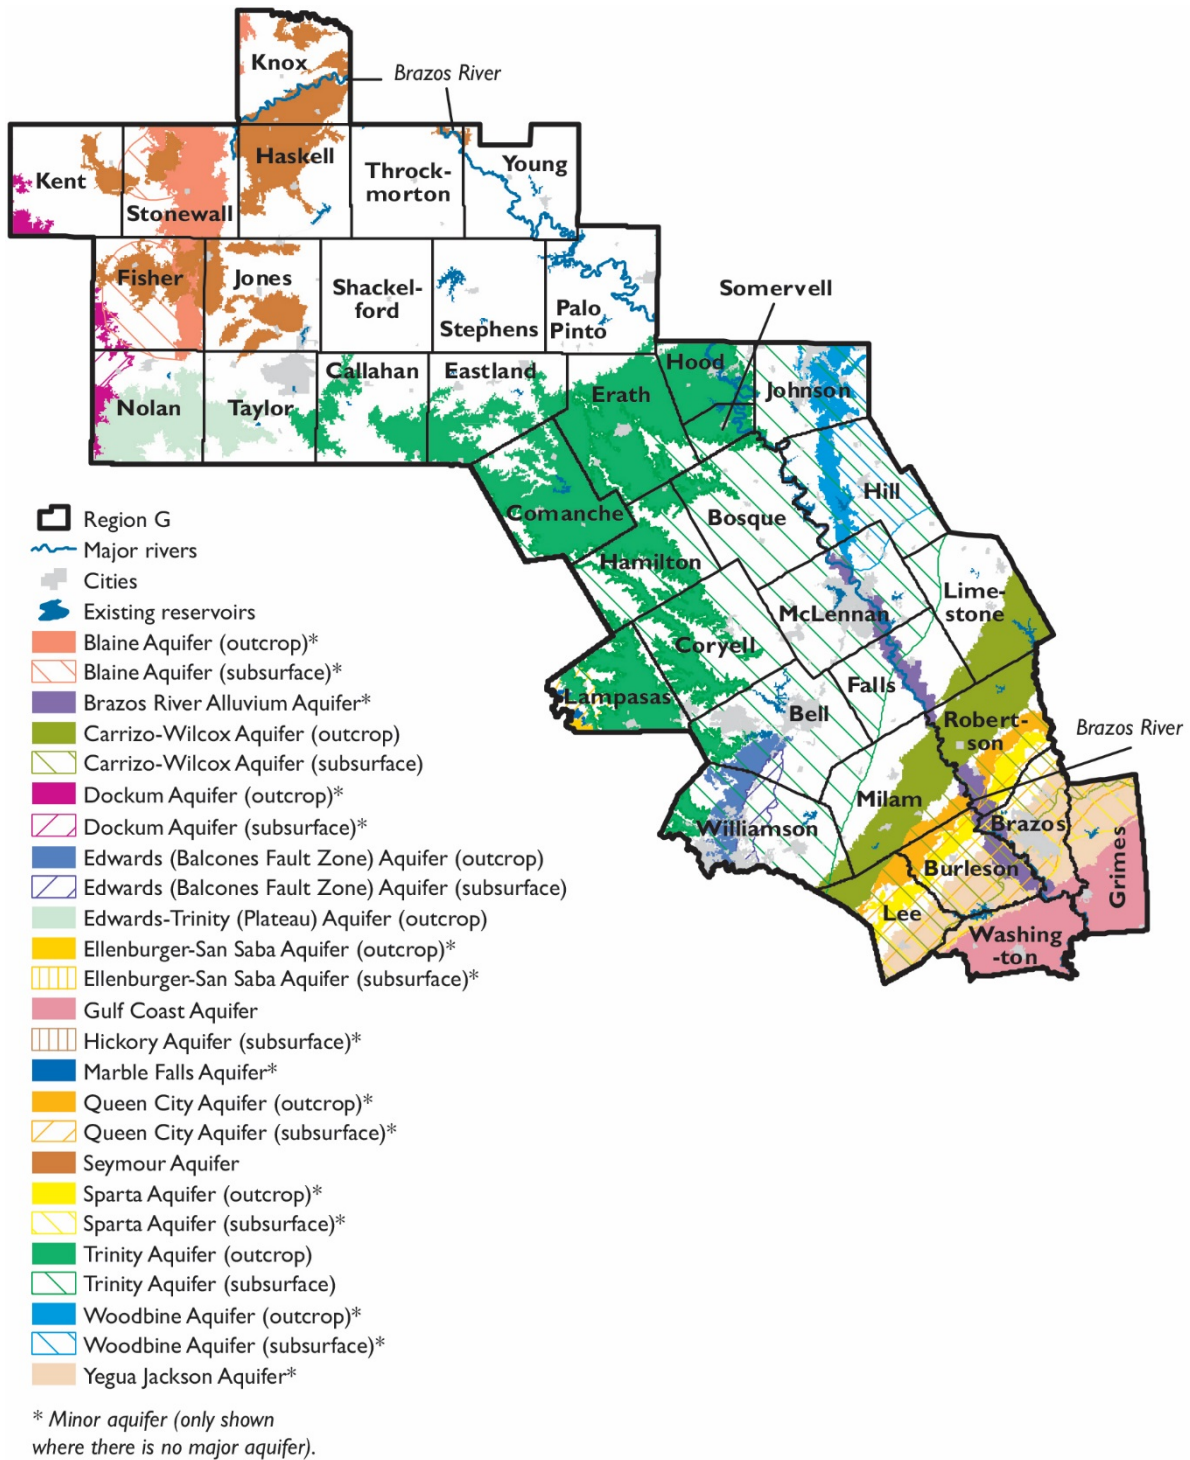 Knox
Brazos River
Kent
Stonewall
Haskell
Throck-
morton
Young
Fisher
Jones
Shackel-
ford
Stephens
Palo
Pinto
Somervell
Nolan
Taylor
Callahan
Eastland
Erath
Hood
Johnson
Comanche
Bosque
Hill
Hamilton
Lime-
stone
McLennan
Coryell
Lampasas
Falls
Bell
Robert-
son
Brazos River
Milam
Williamson
Brazos
Burleson
Grimes
Lee
Washing
-ton
Region G
Major rivers
Cities
Existing reservoirs
Blaine Aquifer (outcrop)*
Blaine Aquifer (subsurface)*
Brazos River Alluvium Aquifer*
Carrizo-Wilcox Aquifer (outcrop)
Carrizo-Wilcox Aquifer (subsurface)
Dockum Aquifer (outcrop)*
Dockum Aquifer (subsurface)*
Edwards (Balcones Fault Zone) Aquifer (outcrop)
Edwards (Balcones Fault Zone) Aquifer (subsurface)
Edwards-Trinity (Plateau) Aquifer (outcrop)
Ellenburger-San Saba Aquifer (outcrop)*
Ellenburger-San Saba Aquifer (subsurface)*
Gulf Coast Aquifer
Hickory Aquifer (subsurface)*
Marble Falls Aquifer*
Queen City Aquifer (outcrop)*
Queen City Aquifer (subsurface)*
Seymour Aquifer
Sparta Aquifer (outcrop)*
Sparta Aquifer (subsurface)*
Trinity Aquifer (outcrop)
Trinity Aquifer (subsurface)
Woodbine Aquifer (outcrop)*
Woodbine Aquifer (subsurface)*
Yegua Jackson Aquifer*
* Minor aquifer (only shown
where there is no major aquifer).